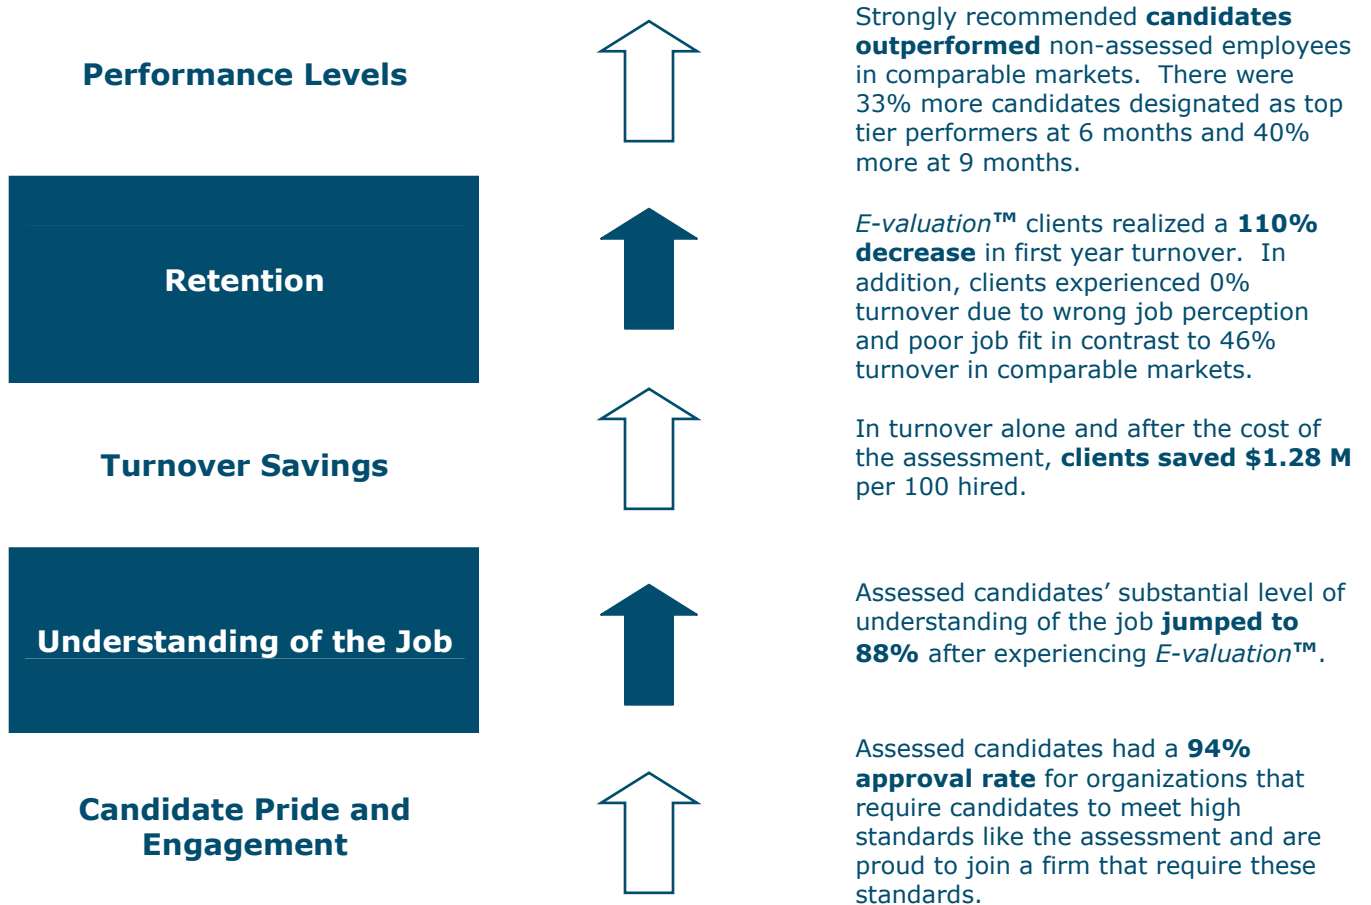 Performance Levels
Strongly recommended candidates
outperformed non-assessed employees
in comparable markets.  There were
33% more candidates designated as top
tier performers at 6 months and 40%
more at 9 months.
Retention
E-valuation™ clients realized a 110%
decrease in first year turnover.  In
addition, clients experienced 0%
turnover due to wrong job perception
and poor job fit in contrast to 46%
turnover in comparable markets.
Turnover Savings
In turnover alone and after the cost of
the assessment, clients saved $1.28 M
per 100 hired.
Understanding of the Job
Assessed candidates’ substantial level of
understanding of the job jumped to
88% after experiencing E-valuation™.
Candidate Pride and
Engagement
Assessed candidates had a 94%
approval rate for organizations that
require candidates to meet high
standards like the assessment and are
proud to join a firm that require these
standards.